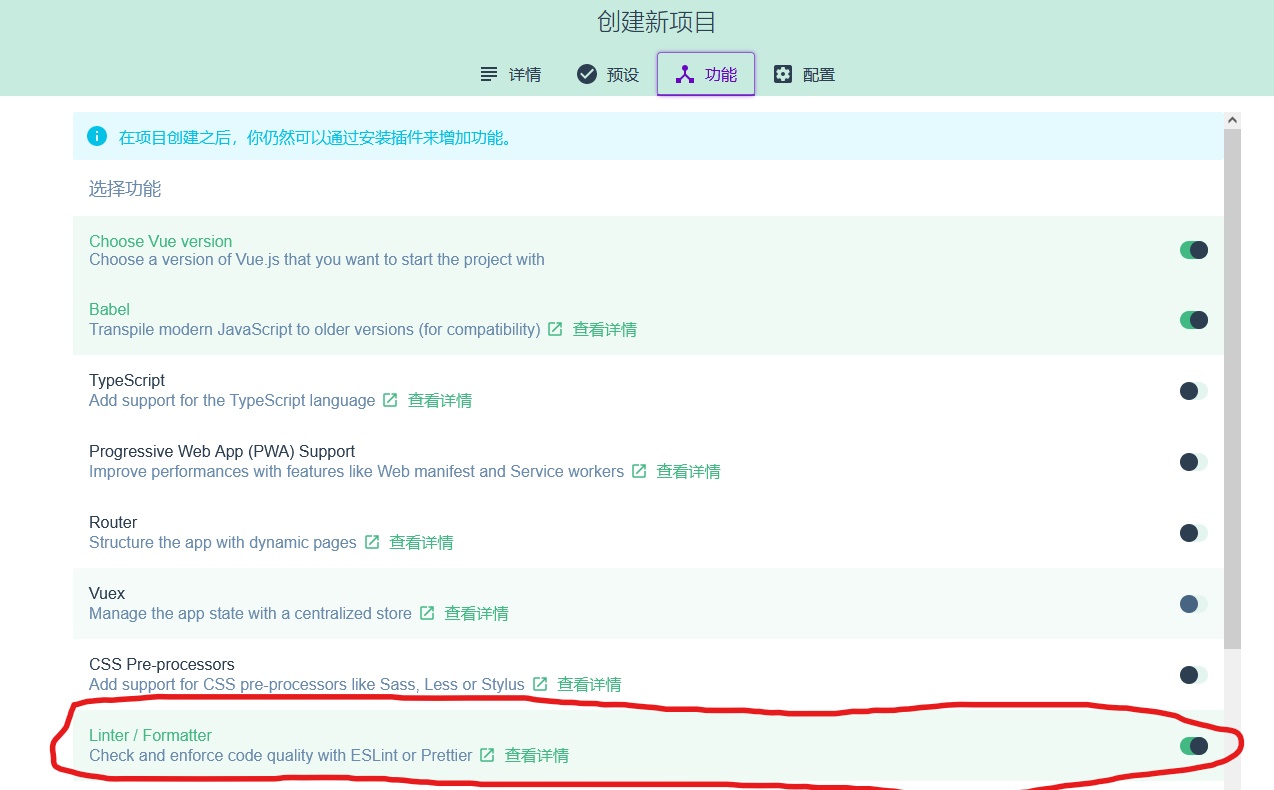 创建新项目
详情 预设 功能 配置
在项目创建之后，你仍然可以通过安装插件来增加功能。
选择功能
Choose Vue version
Choose a version of Vue.js that you want to start the project with
Babel
Transpile modern JavaScript to older versions (for compatibility) 查看详情
TypeScript
Add support for the TypeScript language 查看详情
Progressive Web App (PWA) Support
Improve performances with features like Web manifest and Service workers 查看详情
Router
Structure the app with dynamic pages 查看详情
Vuex
Manage the app state with a centralized store 查看详情
CSS Pre-processors
Add support for CSS pre-processors like Sass, Less or Stylus 查看详情
Linter / Formatter
Check and enforce code quality with ESLint or Prettier 查看详情